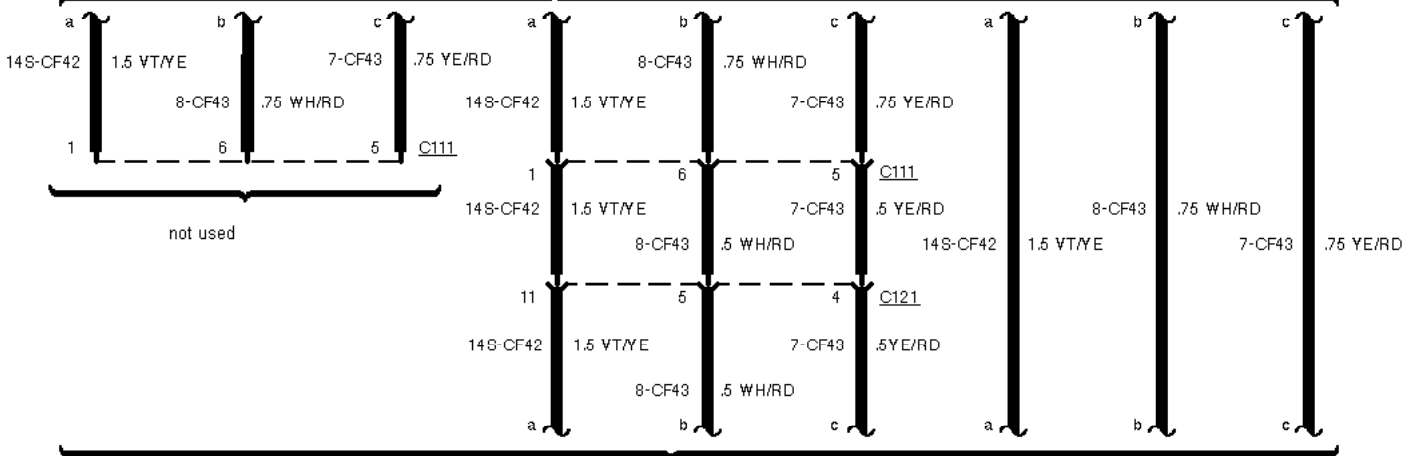 a b c a b c a b c
14S-CF42 1.5 VT/YE 7-CF43 .75 YE/RD 8-CF43 .75 WH/RD
8-CF43 .75 WH/RD 14S-CF42 1.5 VT/YE 7-CF43 .75 YE/RD
1 6 5 C111
1 6 5 C111
14S-CF42 1.5 VT/YE 7-CF43 .5 YE/RD 8-CF43 .75 WH/RD
not used
8-CF43 .5 WH/RD 14S-CF42 1.5 VT/YE 7-CF43 .75 YE/RD
11 5 4 C121
14S-CF42 1.5 VT/YE 7-CF43 .5YE/RD
8-CF43 .5 WH/RD
a b c a b c